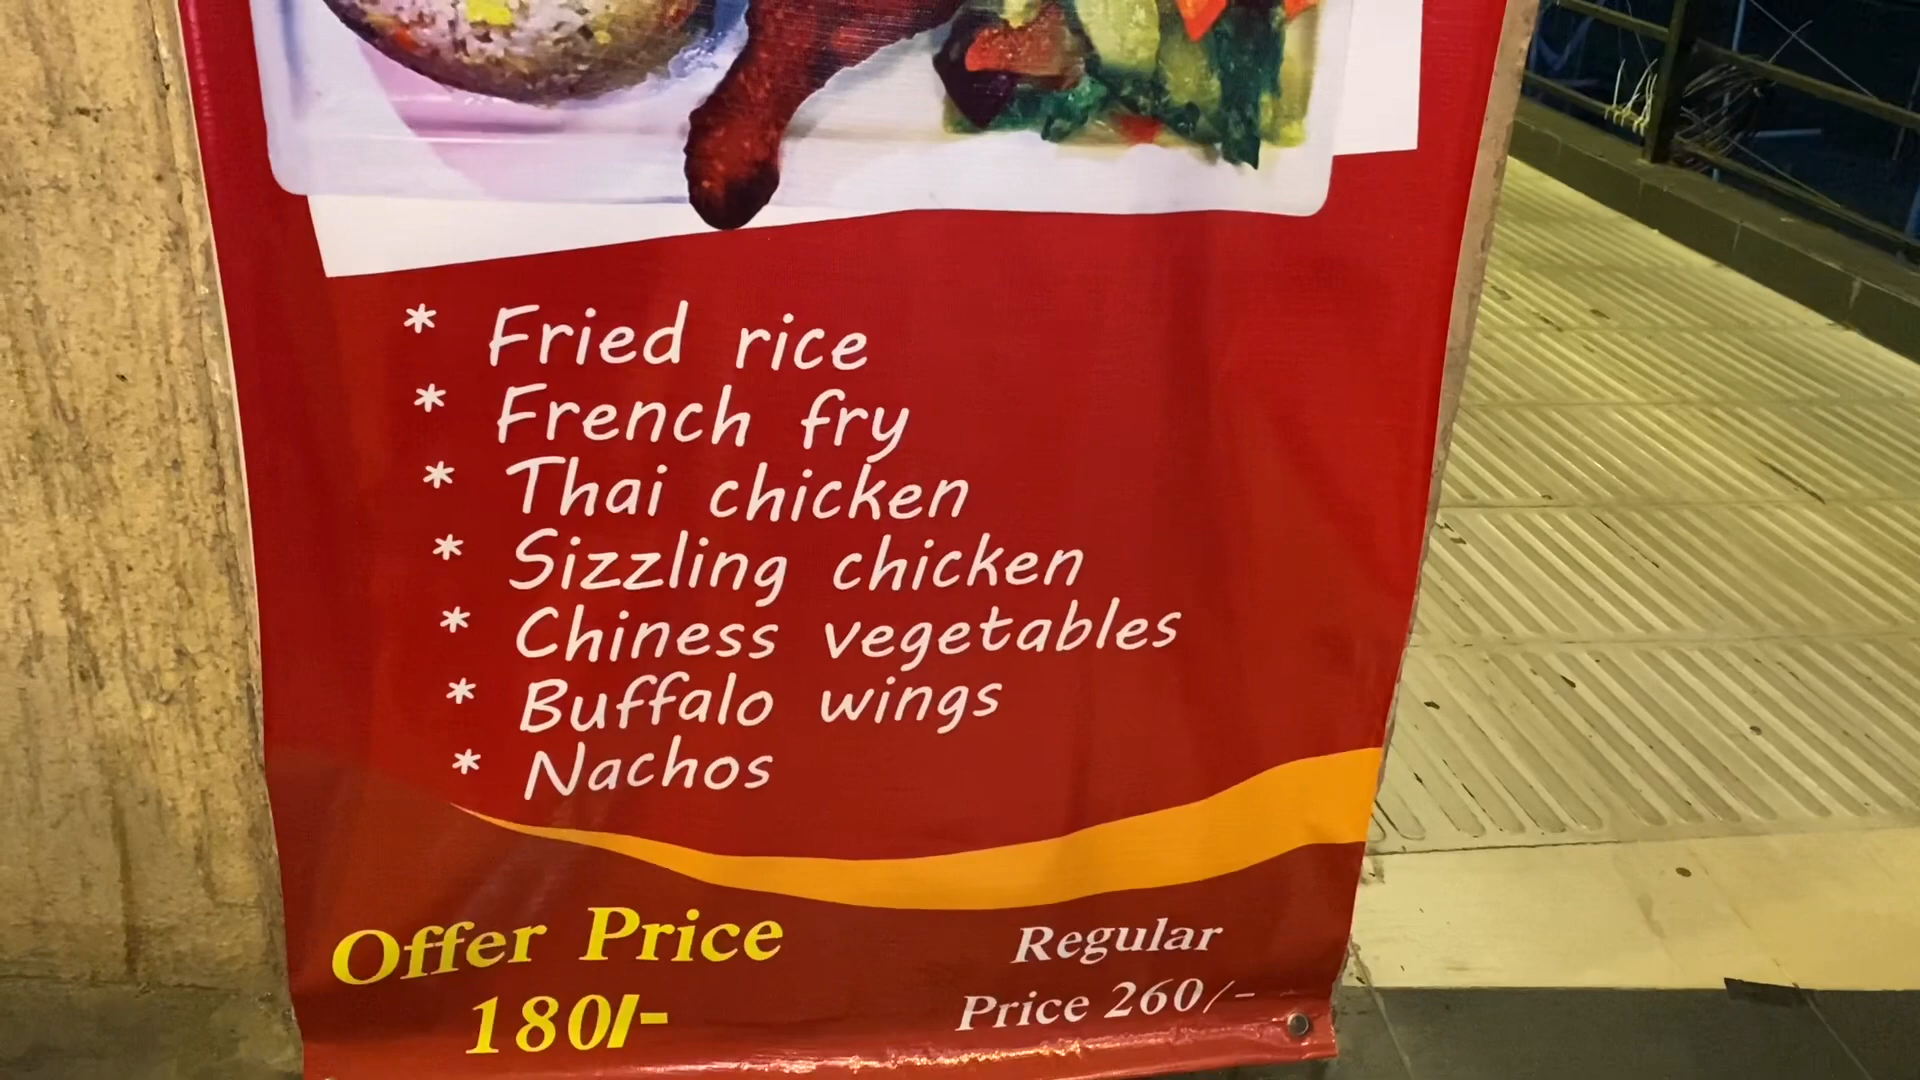 * Fried rice
* French fry
* Thai chicken
* Sizzling chicken
* Chiness vegetables
* Buffalo wings
* Nachos
Offer Price
180/-
Regular
Price 260/-